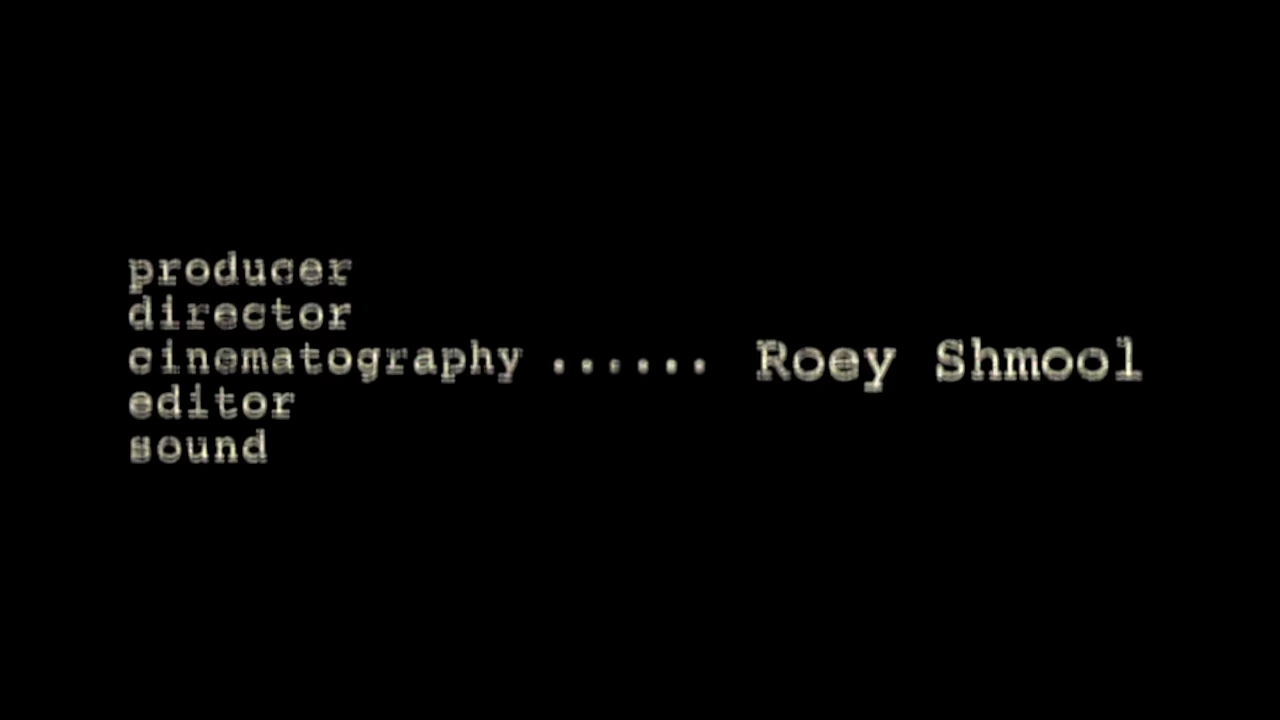 producer
director
cinematography ...... Roey Shmool
editor
sound